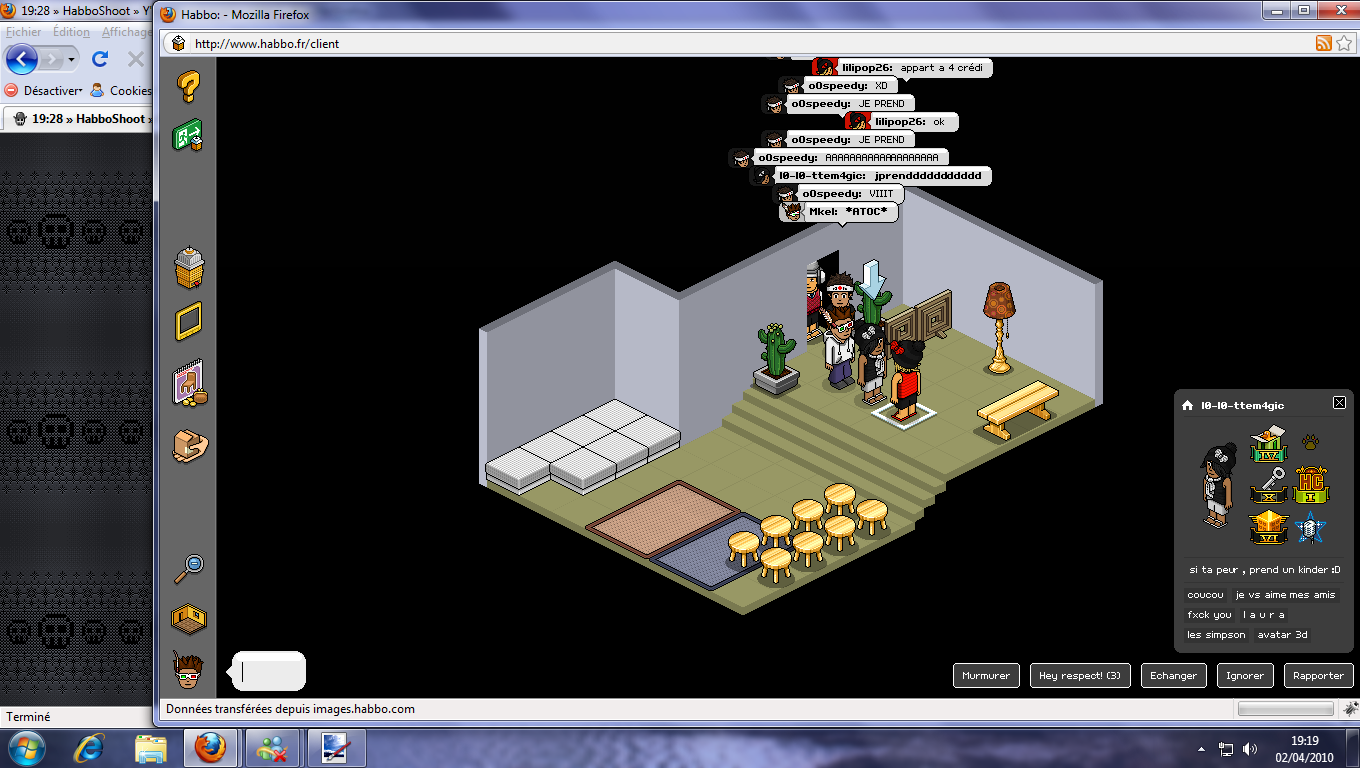 19:28 » HabboShoot » Y
Habbo: - Mozilla Firefox
Fichier Édition Affichage
http://www.habbo.fr/client
Désactiver Cookies
19:28 » HabboShoot »
lilipop26: appart a 4 crédi
o0speedy: XD
o0speedy: JE PREND
lilipop26: ok
o0speedy: JE PREND
o0speedy: AAAAAAAAAAAAAAAAAAA
l0-l0-ttem4gic: jprenddddddddddd
o0speedy: VIIIT
Mkel: *ATOC*
l0-l0-ttem4gic
IV
X
HC
I
VI
si ta peur , prend un kinder :D
coucou je vs aime mes amis
fxck you l a u r a
les simpson avatar 3d
Murmurer Hey respect! (3) Echanger Ignorer Rapporter
Terminé
Données transférées depuis images.habbo.com
19:19
02/04/2010